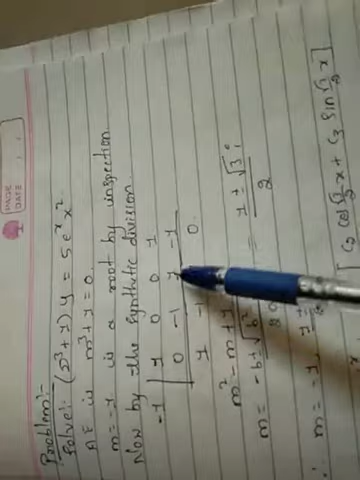 PAGE
DATE
Problem:-
Solve: (D³+1)y = 5eˣx²
AE is m³+1 = 0.
m = -1 is a root by inspection.
Now by the synthetic division.
-1 | 1 0 0 1
0 -1 1 -1
1 -1 0
m² - m + 1
m = -b ± √b² = 1 ± √3 i / 2
∴ m = -1, 1 ±
C₂ cos √3/2 x + C₃ sin √3/2 x]